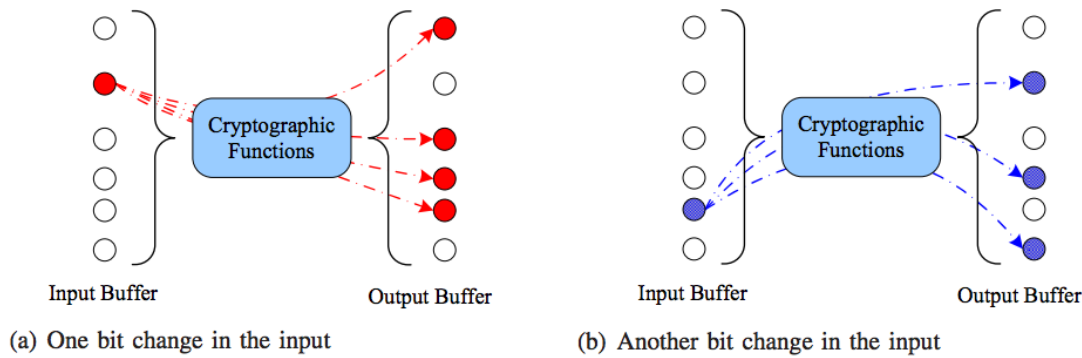 Cryptographic
Functions
Input Buffer
Output Buffer
(a) One bit change in the input
Cryptographic
Functions
Input Buffer
Output Buffer
(b) Another bit change in the input